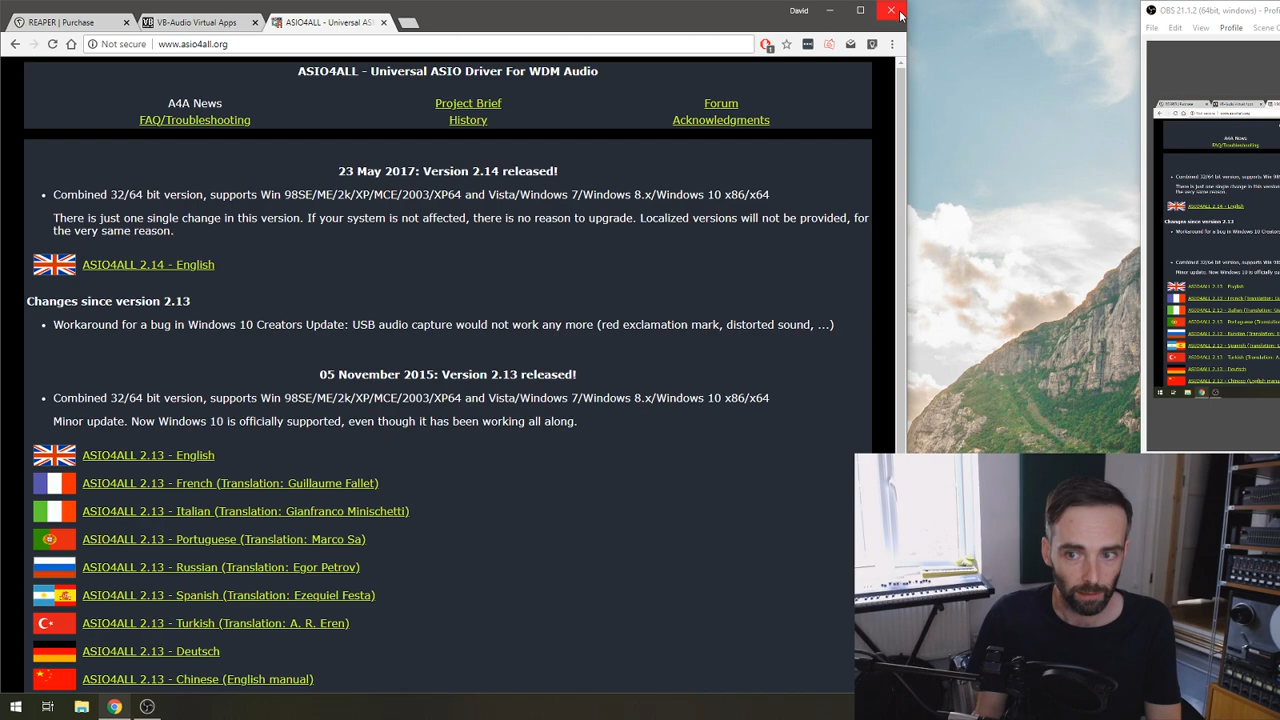 REAPER | Purchase
VB-Audio Virtual Apps
ASIO4ALL - Universal AS
David
OBS 21.1.2 (64bit, windows) - Profi
File Edit View Profile Scene C
Not secure | www.asio4all.org
ASIO4ALL - Universal ASIO Driver For WDM Audio
A4A News Project Brief Forum
FAQ/Troubleshooting History Acknowledgments
23 May 2017: Version 2.14 released!
Combined 32/64 bit version, supports Win 98SE/ME/2k/XP/MCE/2003/XP64 and Vista/Windows 7/Windows 8.x/Windows 10 x86/x64
There is just one single change in this version. If your system is not affected, there is no reason to upgrade. Localized versions will not be provided, for
the very same reason.
ASIO4ALL 2.14 - English
Changes since version 2.13
Workaround for a bug in Windows 10 Creators Update: USB audio capture would not work any more (red exclamation mark, distorted sound, ...)
05 November 2015: Version 2.13 released!
Combined 32/64 bit version, supports Win 98SE/ME/2k/XP/MCE/2003/XP64 and Vista/Windows 7/Windows 8.x/Windows 10 x86/x64
Minor update. Now Windows 10 is officially supported, even though it has been working all along.
ASIO4ALL 2.13 - English
ASIO4ALL 2.13 - French (Translation: Guillaume Fallet)
ASIO4ALL 2.13 - Italian (Translation: Gianfranco Minischetti)
ASIO4ALL 2.13 - Portuguese (Translation: Marco Sa)
ASIO4ALL 2.13 - Russian (Translation: Egor Petrov)
ASIO4ALL 2.13 - Spanish (Translation: Ezequiel Festa)
ASIO4ALL 2.13 - Turkish (Translation: A. R. Eren)
ASIO4ALL 2.13 - Deutsch
ASIO4ALL 2.13 - Chinese (English manual)